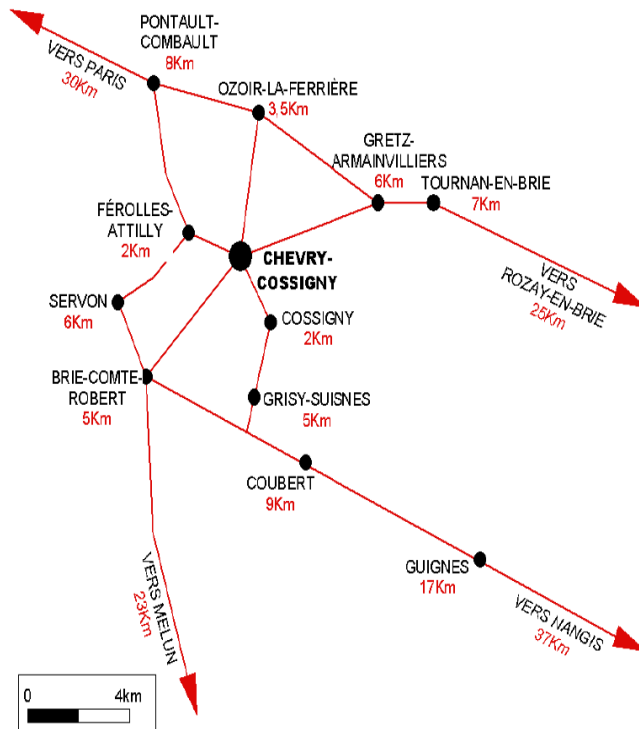 PONTAULT-
COMBAULT
8Km
VERS PARIS
30Km
OZOIR-LA-FERRIÈRE
3,5Km
GRETZ-
ARMAINVILLIERS
6Km
TOURNAN-EN-BRIE
7Km
FÉROLLES-
ATTILLY
2Km
CHEVRY-
COSSIGNY
VERS
ROZAY-EN-BRIE
25Km
SERVON
6Km
COSSIGNY
2Km
BRIE-COMTE-
ROBERT
5Km
GRISY-SUISNES
5Km
COUBERT
9Km
GUIGNES
17Km
VERS MELUN
23Km
VERS NANGIS
37Km
0 4km